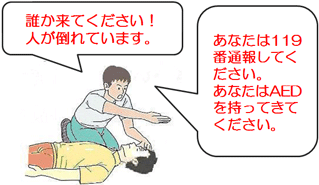 誰か来てください！
人が倒れています。
あなたは119
番通報してく
ださい。
あなたはAED
を持ってきて
ください。